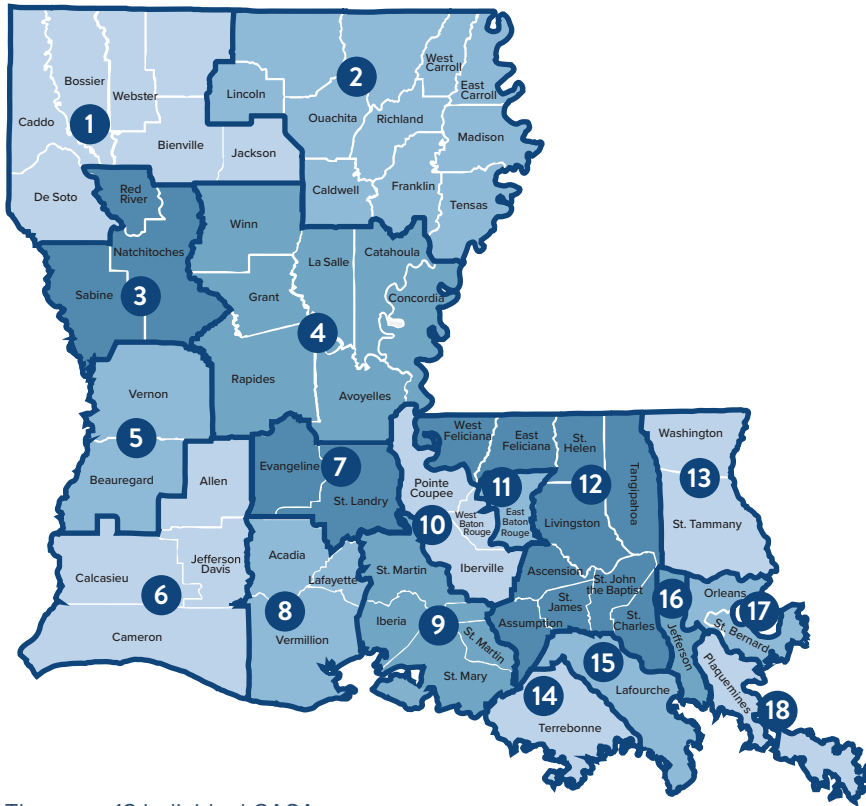 West
Carroll
East
Carroll
Bossier
2
Webster
Lincoln
Caddo
1
Ouachita
Richland
Madison
Bienville
Jackson
De Soto
Red
River
Caldwell
Franklin
Tensas
Winn
Natchitoches
La Salle
Catahoula
Sabine
3
Grant
Concordia
4
Rapides
Avoyelles
Vernon
5
Beauregard
Allen
Evangeline
7
St. Landry
West
Feliciana
East
Feliciana
St.
Helen
Tangipahoa
Washington
13
St. Tammany
Pointe
Coupee
11
12
10
West
Baton
Rouge
East
Baton
Rouge
Livingston
Iberville
Calcasieu
Jefferson
Davis
6
Cameron
Acadia
Lafayette
8
Vermillion
St. Martin
Iberia
9
St. Martin
St. Mary
Ascension
St. John
the Baptist
St.
James
Assumption
St.
Charles
16
Jefferson
Orleans
17
St. Bernard
Plaquemines
18
15
Lafourche
14
Terrebonne